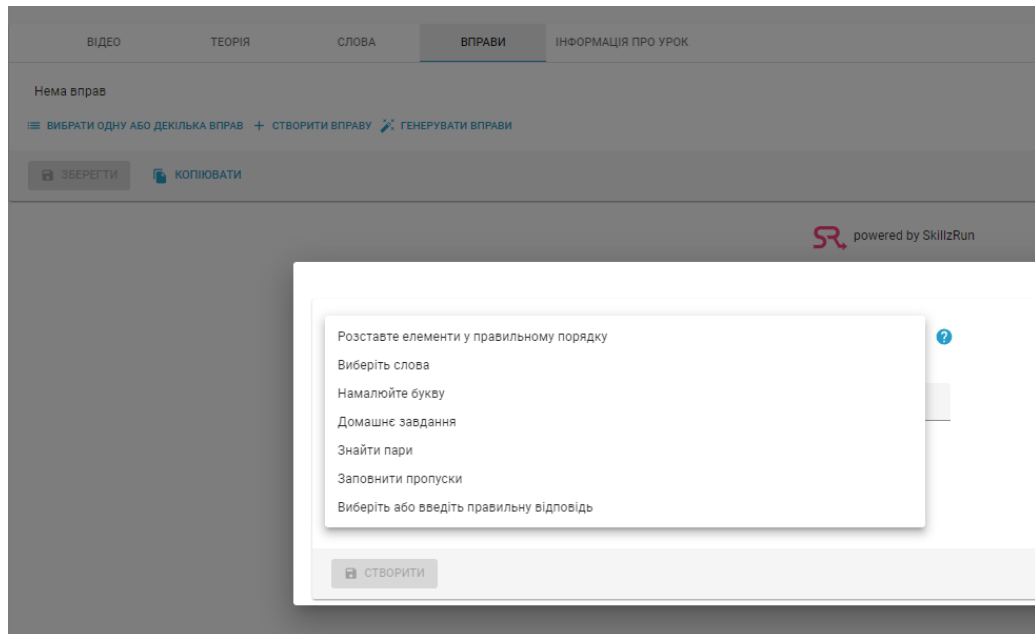 ВІДЕО ТЕОРІЯ СЛОВА ВПРАВИ ІНФОРМАЦІЯ ПРО УРОК
Нема вправ
ВИБРАТИ ОДНУ АБО ДЕКІЛЬКА ВПРАВ + СТВОРИТИ ВПРАВУ ГЕНЕРУВАТИ ВПРАВИ
ЗБЕРЕГТИ КОПІЮВАТИ
SR powered by SkillzRun
Розставте елементи у правильному порядку
?
Виберіть слова
Намалюйте букву
Домашнє завдання
Знайти пари
Заповнити пропуски
Виберіть або введіть правильну відповідь
СТВОРИТИ